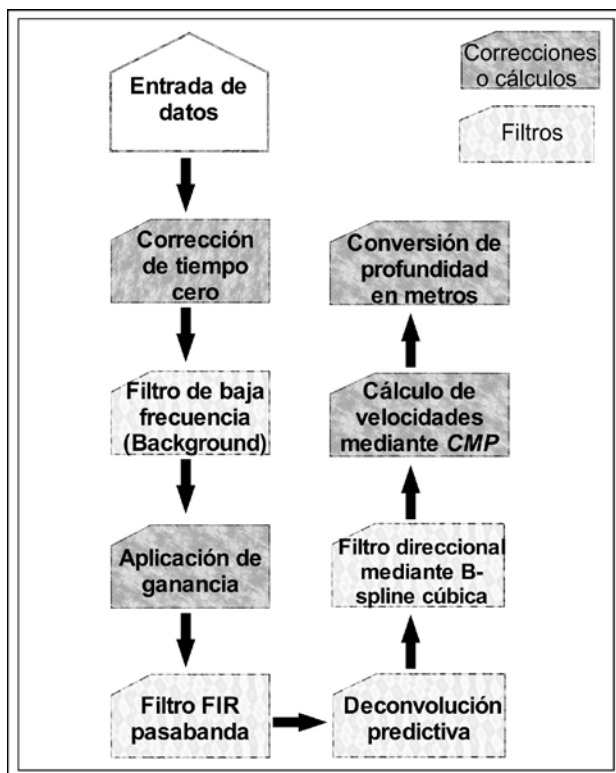 Entrada de
datos
Correcciones
o cálculos
Filtros
Corrección
de tiempo
cero
Filtro de baja
frecuencia
(Background)
Aplicación de
ganancia
Filtro FIR
pasabanda
Deconvolución
predictiva
Filtro direccional
mediante B-
spline cúbica
Cálculo de
velocidades
mediante CMP
Conversión de
profundidad
en metros